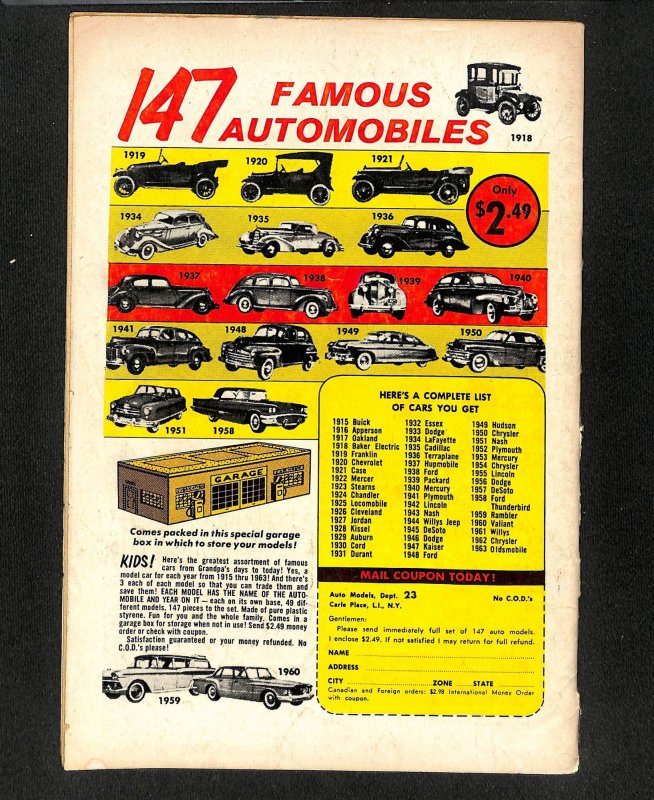 147 FAMOUS
AUTOMOBILES
1918
1919
1920
1921
Only
$2.49
1934
1935
1936
1937
1938
1939
1940
1941
1948
1949
1950
1951
1958
HERE'S A COMPLETE LIST
OF CARS YOU GET
1915 Buick
1916 Apperson
1917 Oakland
1918 Baker Electric
1919 Franklin
1920 Chevrolet
1921 Case
1922 Mercer
1923 Stearns
1924 Chandler
1925 Locomobile
1926 Cleveland
1927 Jordan
1928 Kissel
1929 Auburn
1930 Cord
1931 Durant
1932 Essex
1933 Dodge
1934 LaFayette
1935 Cadillac
1936 Terraplane
1937 Hupmobile
1938 Ford
1939 Packard
1940 Mercury
1941 Plymouth
1942 Lincoln
1943 Nash
1944 Willys Jeep
1945 DeSoto
1946 Dodge
1947 Kaiser
1948 Ford
1949 Hudson
1950 Chrysler
1951 Nash
1952 Plymouth
1953 Mercury
1954 Chrysler
1955 Lincoln
1956 Dodge
1957 DeSoto
1958 Ford
Thunderbird
1959 Rambler
1960 Valiant
1961 Willys
1962 Chrysler
1963 Oldsmobile
GARAGE
Comes packed in this special garage
box in which to store your models!
KIDS! Here's the greatest assortment of famous
cars from Grandpa's days to today! Yes, a
model car for each year from 1915 thru 1963! And there's
3 each of each model so that you can trade them and
save them! EACH MODEL HAS THE NAME OF THE AUTO-
MOBILE AND YEAR ON IT — each on its own base, 49 dif-
ferent models, 147 pieces to the set. Made of pure plastic
styrene. Fun for you and the whole family. Comes in a
garage box for storage when not in use! Send $2.49 money
order or check with coupon.
Satisfaction guaranteed or your money refunded. No
C.O.D.'s please!
1959
1960
MAIL COUPON TODAY!
Auto Models, Dept. 23 No C.O.D.'s
Carle Place, L.I., N.Y.
Gentlemen:
Please send immediately full set of 147 auto models.
I enclose $2.49. If not satisfied I may return for full refund.
NAME
ADDRESS
CITY ZONE STATE
Canadian and Foreign orders: $2.98 International Money Order
with coupon.